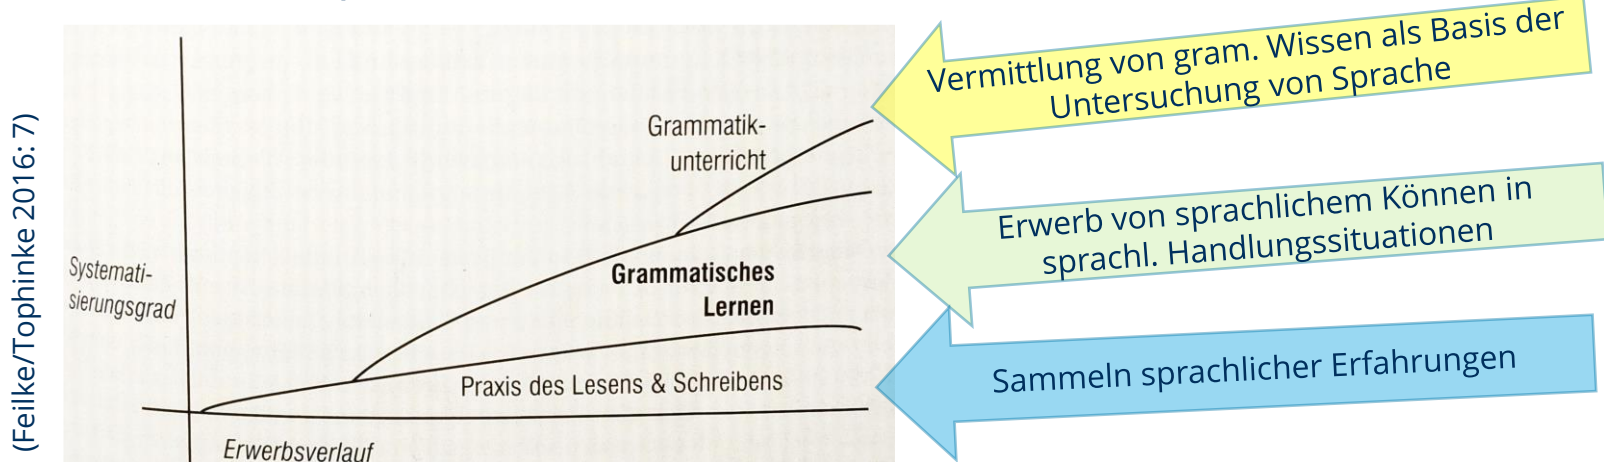 (Feilke/Tophinke 2016: 7)
Systemati-
sierungsgrad
Grammatik-
unterricht
Grammatisches
Lernen
Praxis des Lesens & Schreibens
Erwerbsverlauf
Vermittlung von gram. Wissen als Basis der
Untersuchung von Sprache
Erwerb von sprachlichem Können in
sprachl. Handlungssituationen
Sammeln sprachlicher Erfahrungen